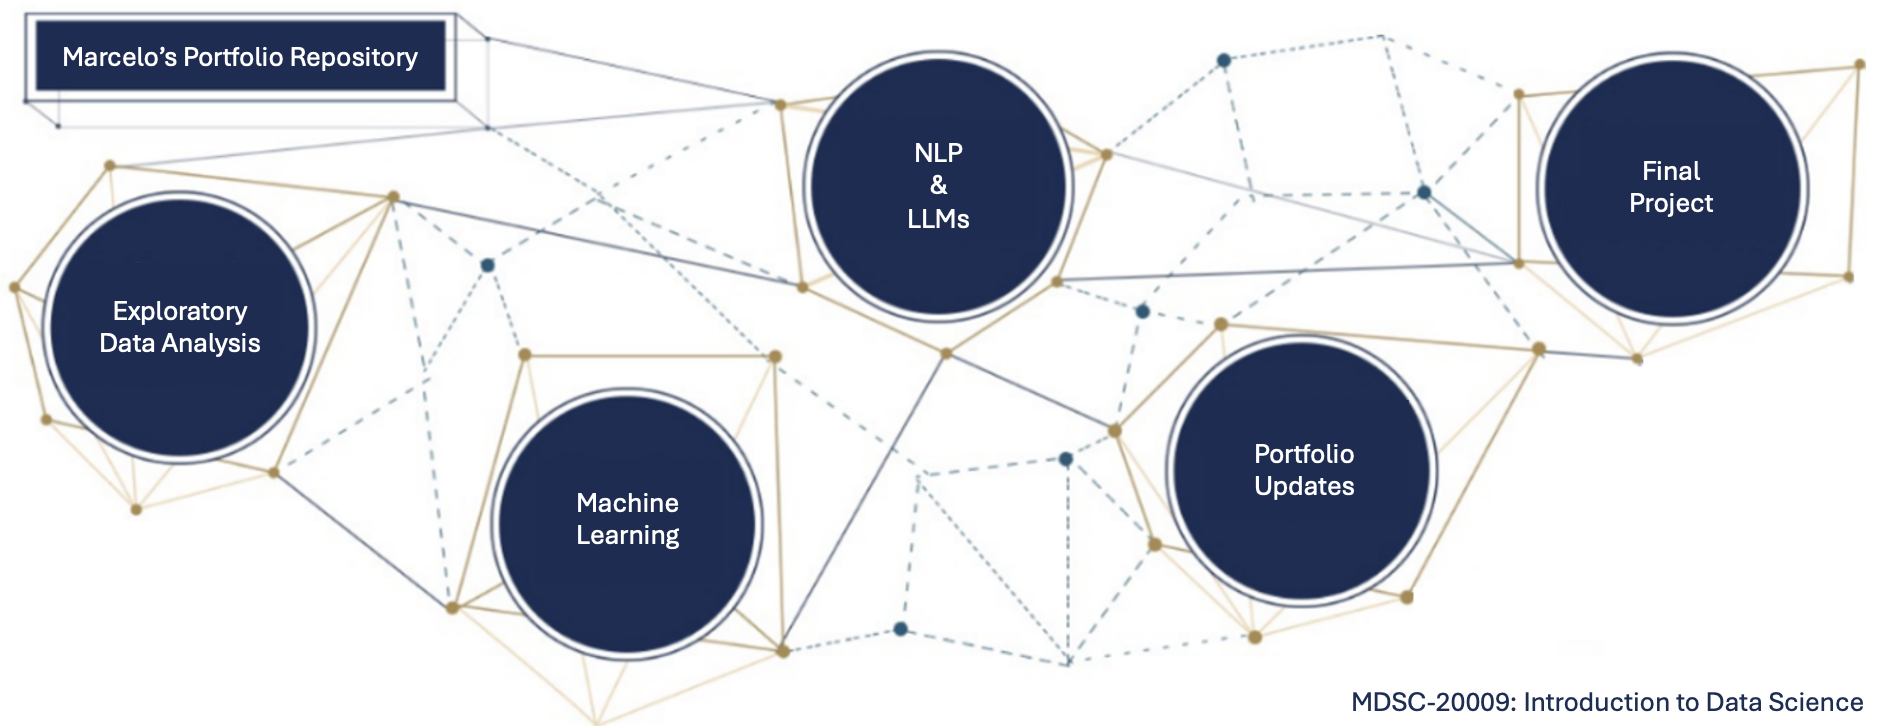 Marcelo’s Portfolio Repository
Exploratory
Data Analysis
Machine
Learning
NLP
&
LLMs
Portfolio
Updates
Final
Project
MDSC-20009: Introduction to Data Science